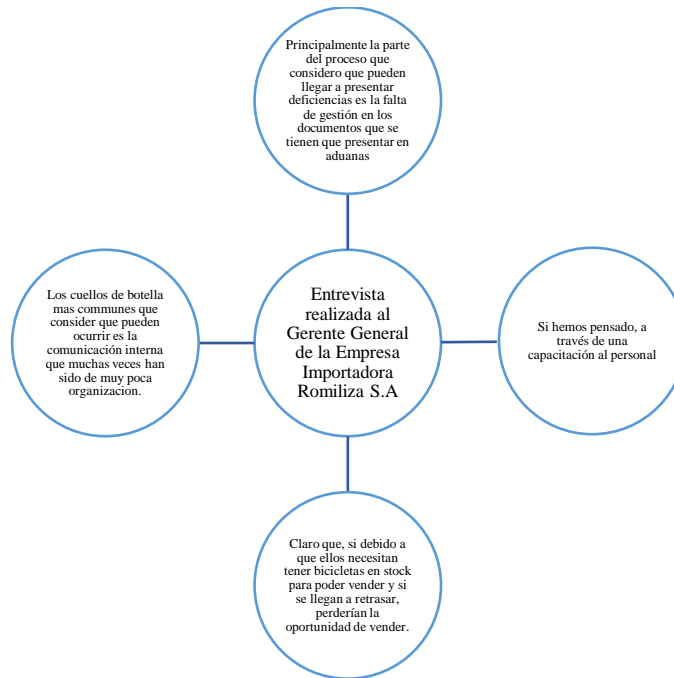 Principalmente la parte
del proceso que
considero que pueden
llegar a presentar
deficiencias es la falta
de gestión en los
documentos que se
tienen que presentar en
aduanas
Los cuellos de botella
mas communes que
consider que pueden
ocurrir es la
comunicación interna
que muchas veces han
sido de muy poca
organizacion.
Entrevista
realizada al
Gerente General
de la Empresa
Importadora
Romiliza S.A
Si hemos pensado, a
través de una
capacitación al personal
Claro que, si debido a
que ellos necesitan
tener bicicletas en stock
para poder vender y si
se llegan a retrasar,
perderían la
oportunidad de vender.